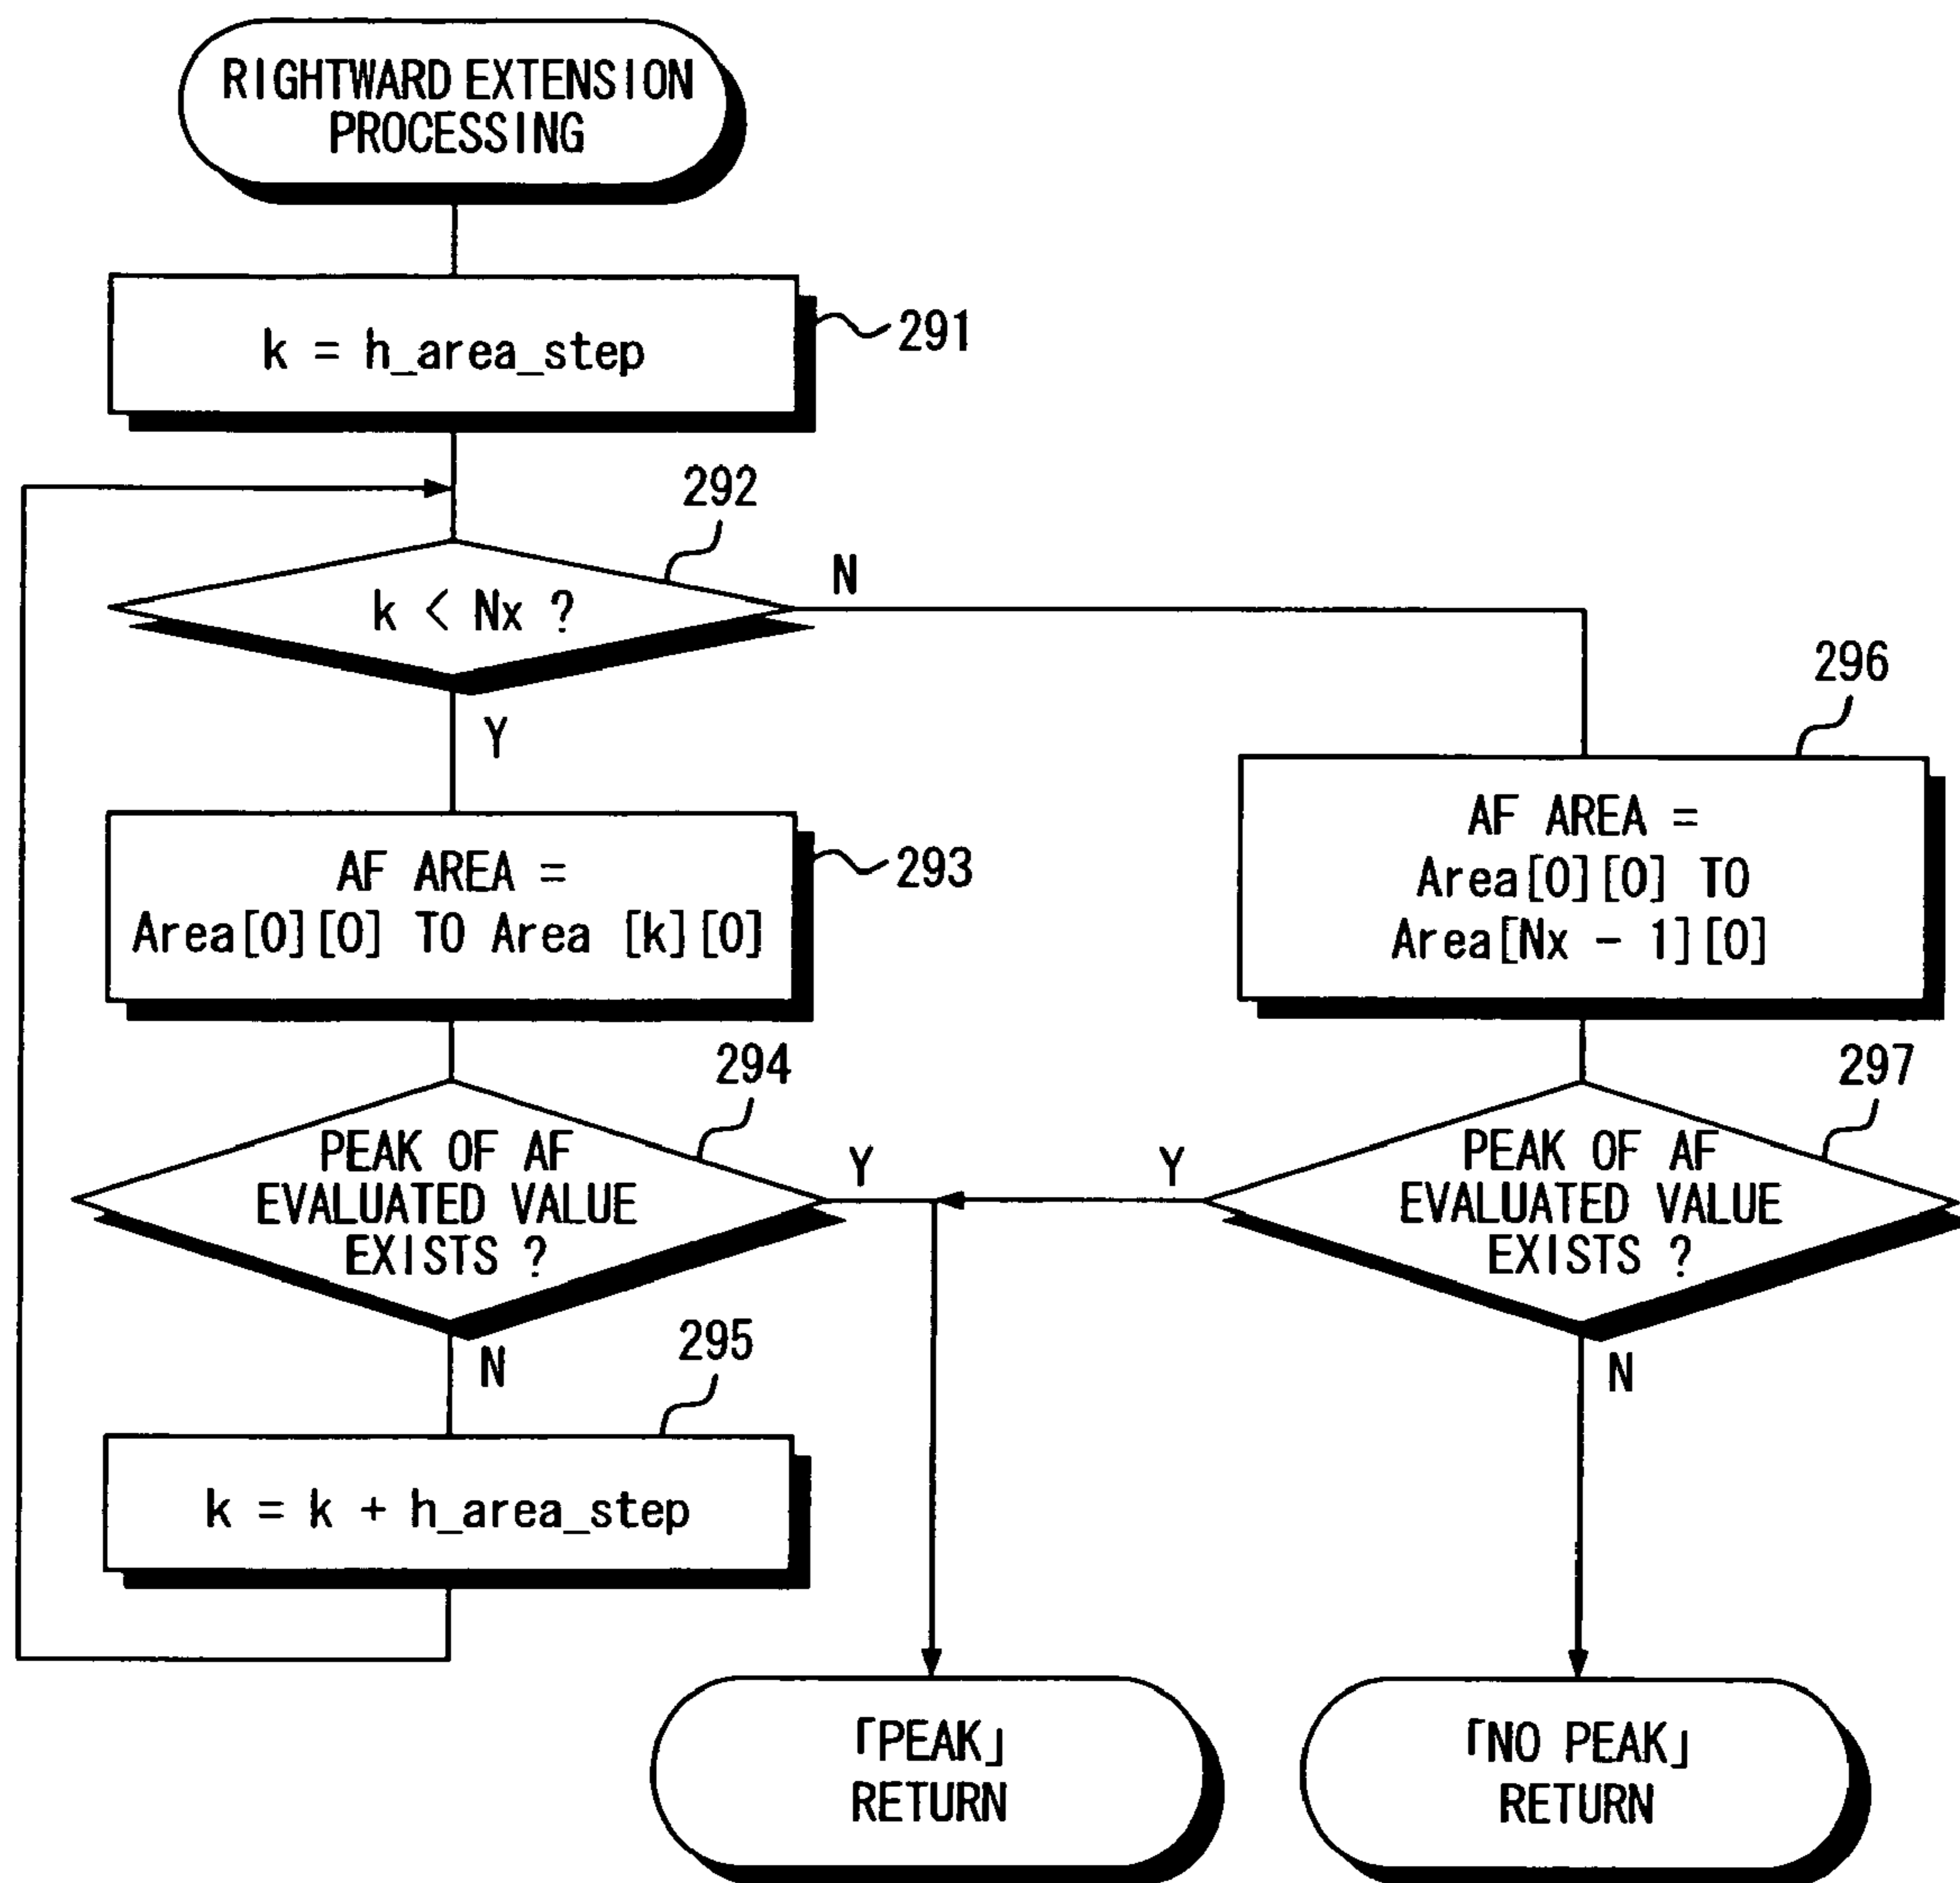 RIGHTWARD EXTENSION
PROCESSING
k = h_area_step
291
292
k < Nx ?
N
Y
296
AF AREA =
Area[0][0] TO Area [k][0]
293
AF AREA =
Area[0][0] TO
Area[Nx - 1][0]
294
PEAK OF AF
EVALUATED VALUE
EXISTS ?
Y
N
297
PEAK OF AF
EVALUATED VALUE
EXISTS ?
Y
N
295
k = k + h_area_step
「PEAK」
RETURN
「NO PEAK」
RETURN